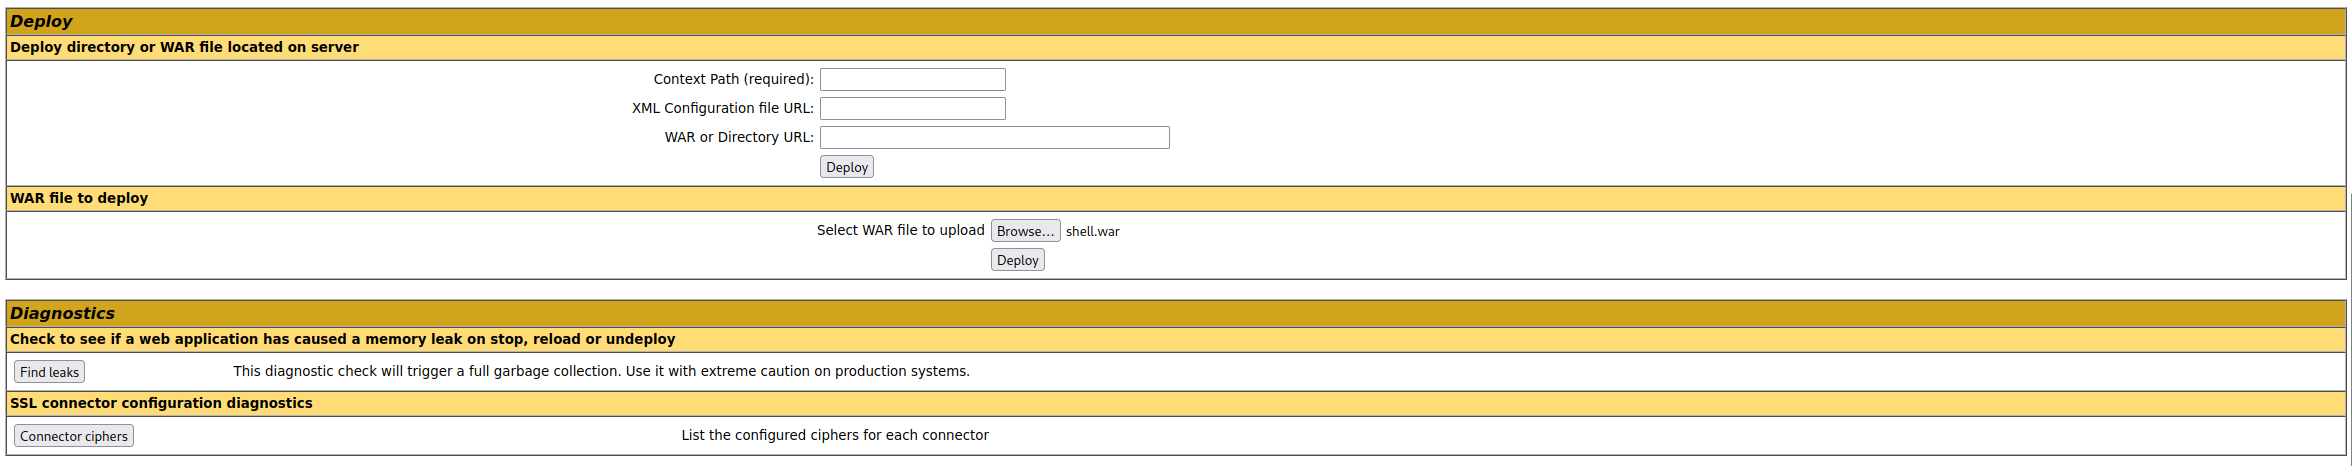 Deploy
Deploy directory or WAR file located on server
Context Path (required):
XML Configuration file URL:
WAR or Directory URL:
Deploy
WAR file to deploy
Select WAR file to upload Browse... shell.war
Deploy
Diagnostics
Check to see if a web application has caused a memory leak on stop, reload or undeploy
Find leaks This diagnostic check will trigger a full garbage collection. Use it with extreme caution on production systems.
SSL connector configuration diagnostics
Connector ciphers List the configured ciphers for each connector